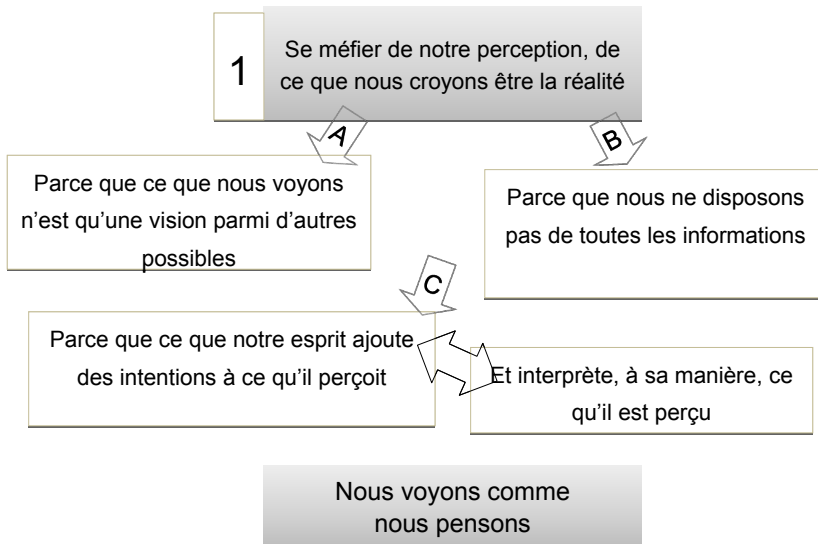 1
Se méfier de notre perception, de
ce que nous croyons être la réalité
A
B
Parce que ce que nous voyons
n’est qu’une vision parmi d’autres
possibles
Parce que nous ne disposons
pas de toutes les informations
C
Parce que ce que notre esprit ajoute
des intentions à ce qu’il perçoit
Et interprète, à sa manière, ce
qu’il est perçu
Nous voyons comme
nous pensons